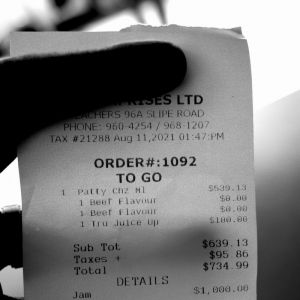 RISES LTD
EACHERS 96A SLIPE ROAD
PHONE: 960-4254 / 968-1207
TAX #21288 Aug 11,2021 01:47PM
ORDER#:1092
TO GO
1 Patty Chz Ml $539.13
1 Beef Flavour $0.00
1 Beef Flavour $0.00
1 Tru Juice Up $100.00
Sub Tot $639.13
Taxes + $95.86
Total $734.99
DETAILS
Jam $1,000.00